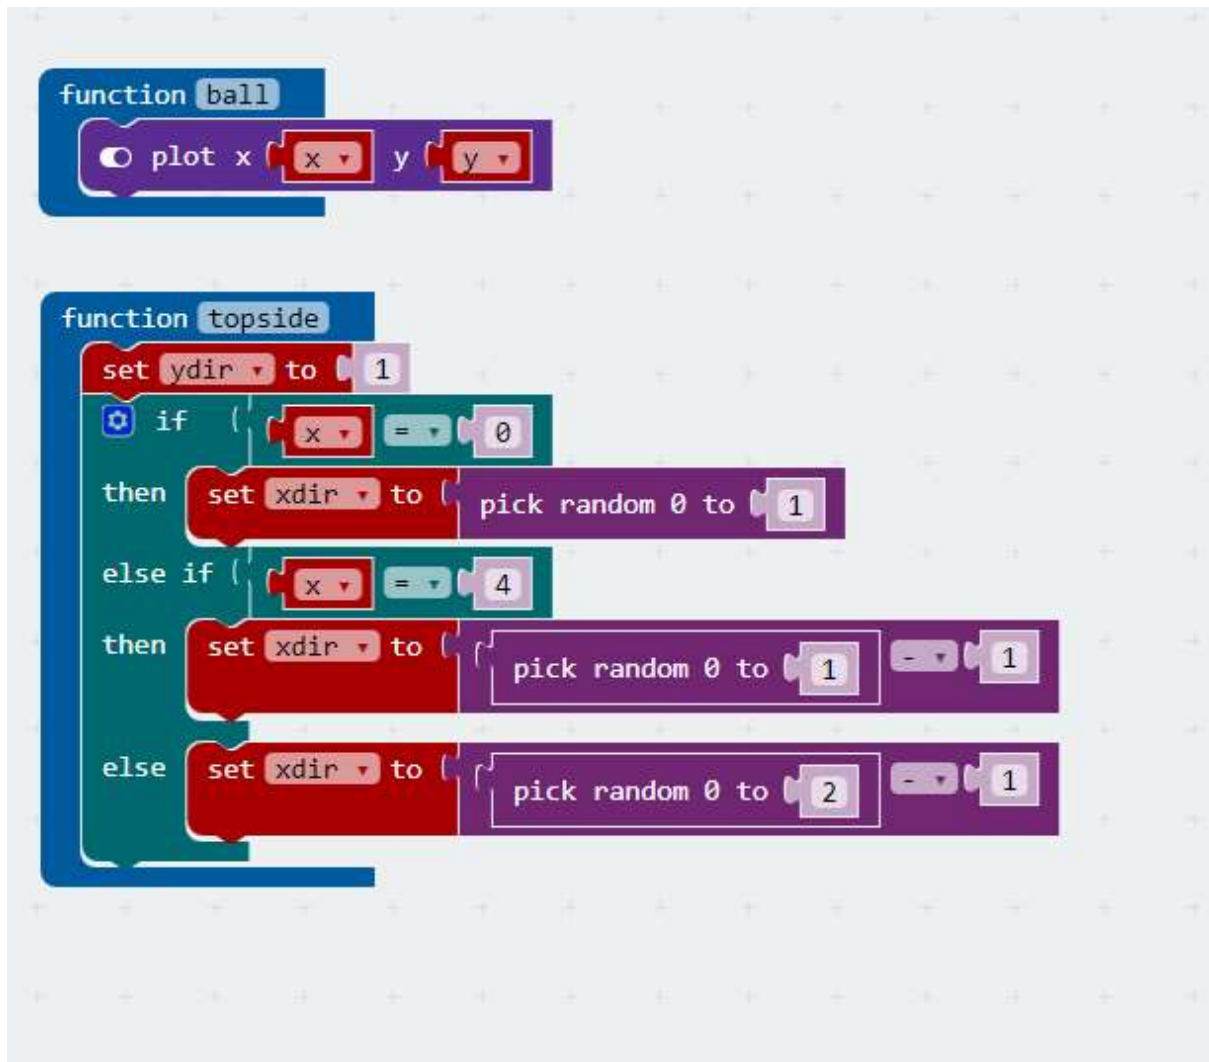 function ball
plot x x y y
function topside
set ydir to 1
if x = 0
then set xdir to pick random 0 to 1
else if x = 4
then set xdir to pick random 0 to 1 - 1
else set xdir to pick random 0 to 2 - 1